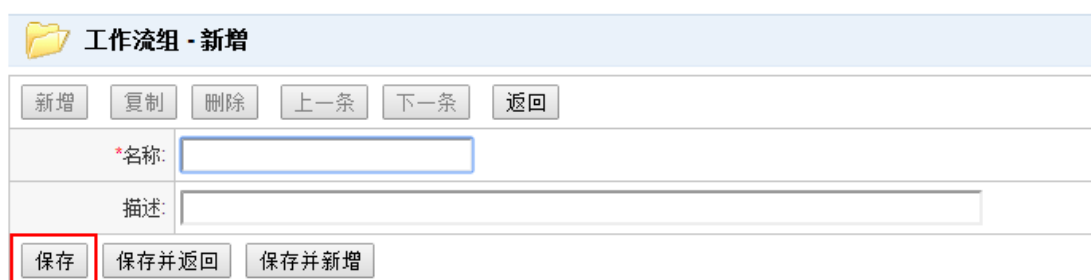 工作流组 - 新增
新增 复制 删除 上一条 下一条 返回
*名称:
描述:
保存 保存并返回 保存并新增